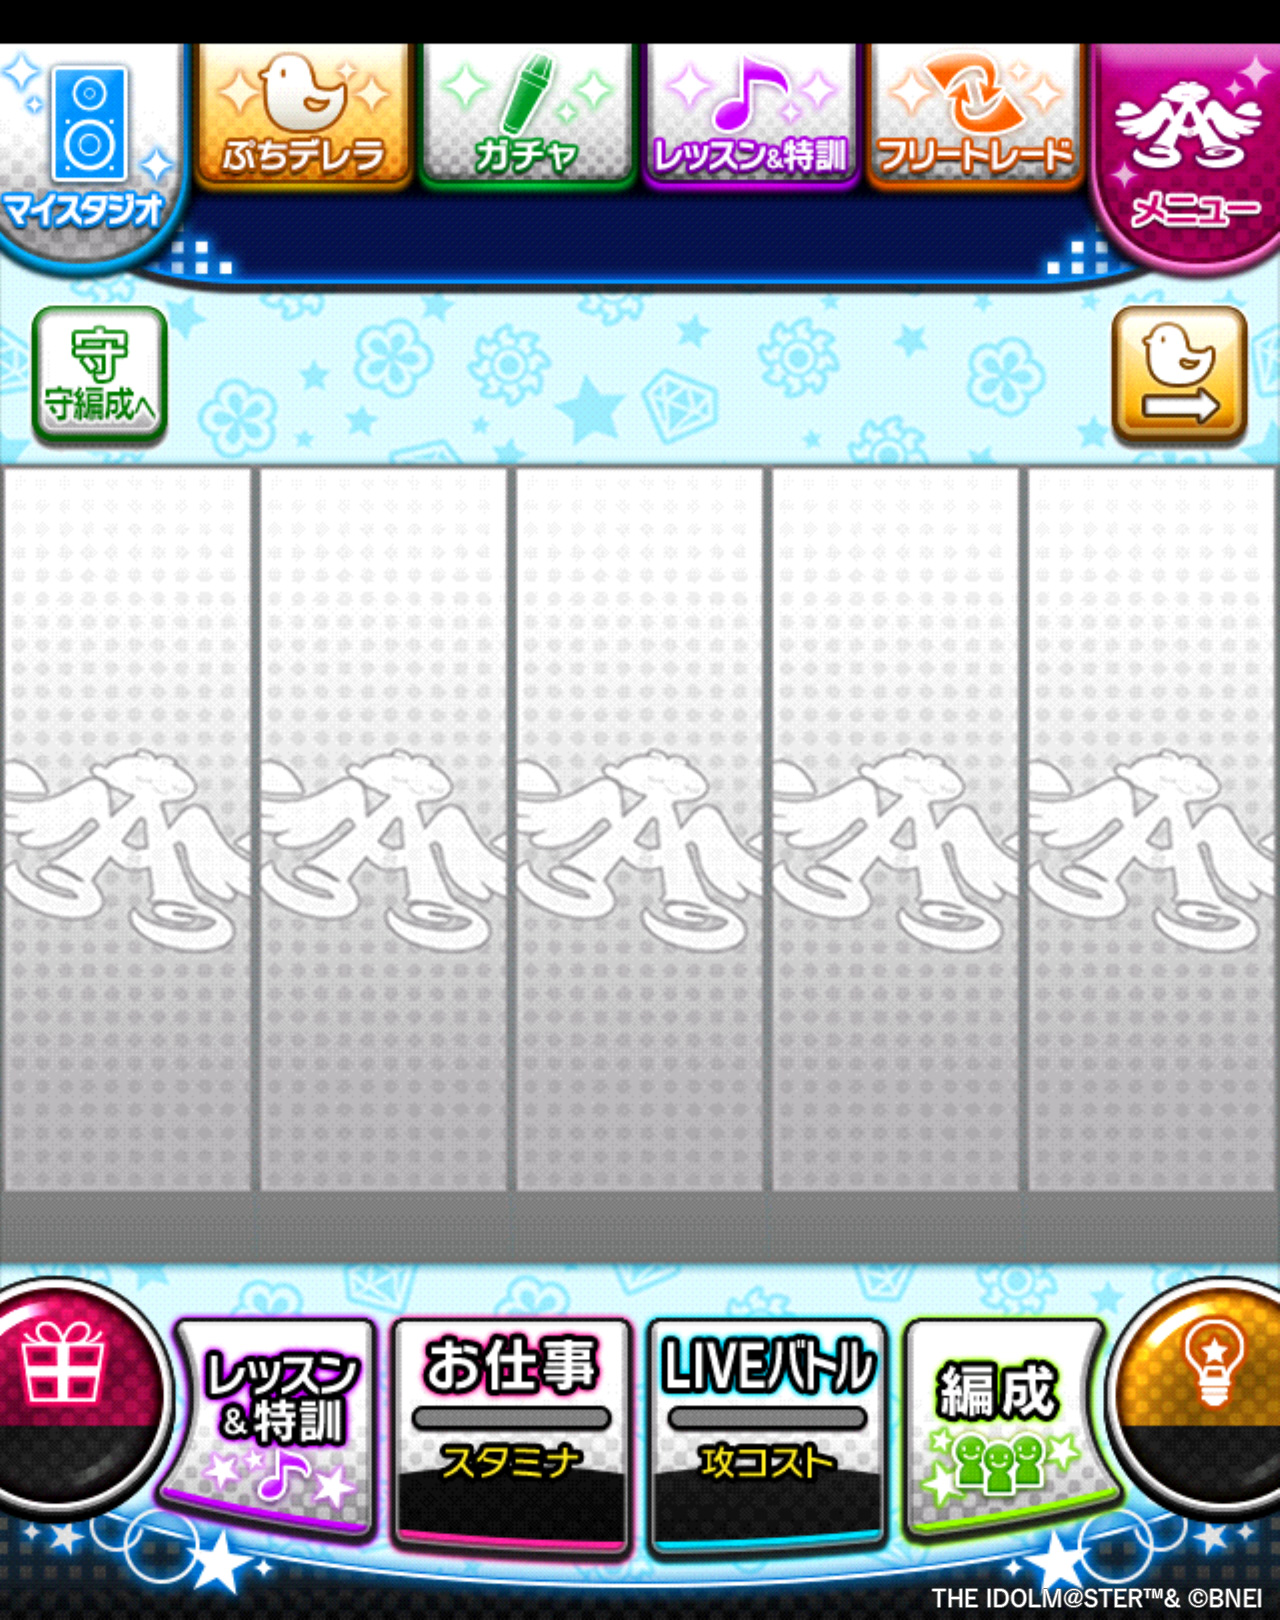 マイスタジオ
ぷちデレラ
ガチャ
レッスン&特訓
フリートレード
メニュー
守
守編成へ
レッスン
&特訓
お仕事
スタミナ
LIVEバトル
攻コスト
編成
THE IDOLM@STER™& ©BNEI